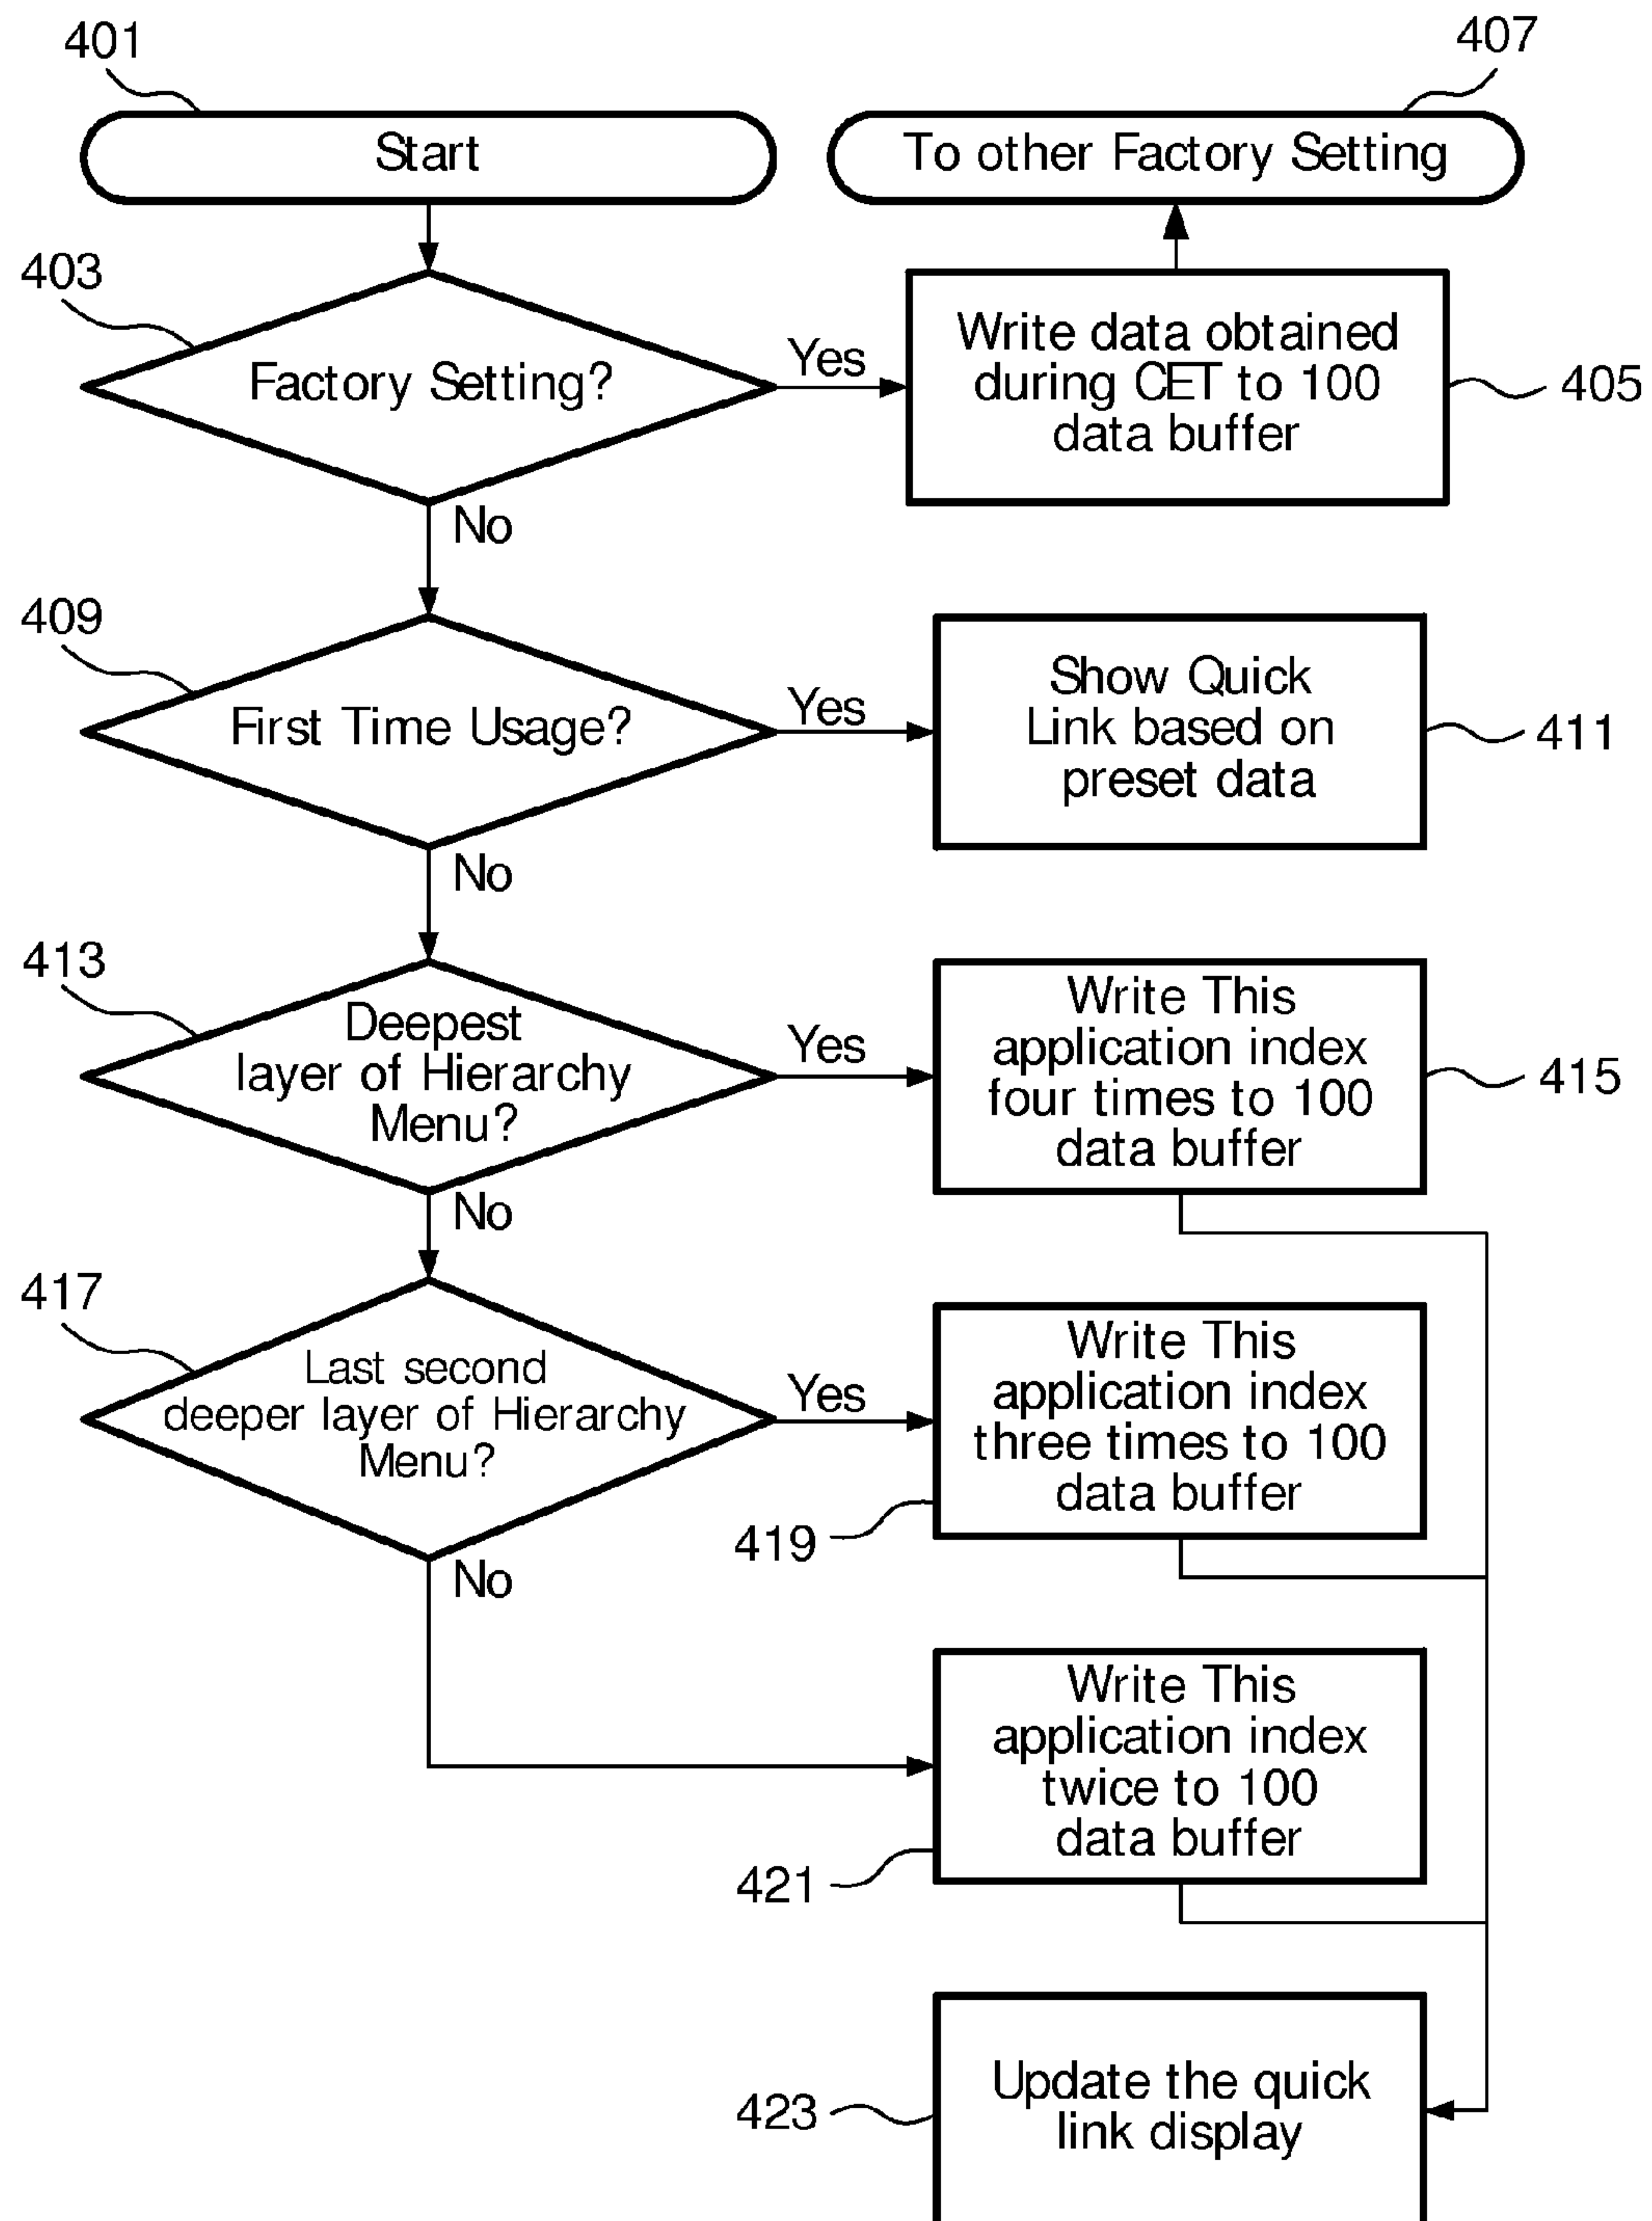 401
407
Start
To other Factory Setting
403
Factory Setting?
Yes
Write data obtained
during CET to 100
data buffer
405
No
409
First Time Usage?
Yes
Show Quick
Link based on
preset data
411
No
413
Deepest
layer of Hierarchy
Menu?
Yes
Write This
application index
four times to 100
data buffer
415
No
417
Last second
deeper layer of Hierarchy
Menu?
Yes
Write This
application index
three times to 100
data buffer
419
No
Write This
application index
twice to 100
data buffer
421
Update the quick
link display
423